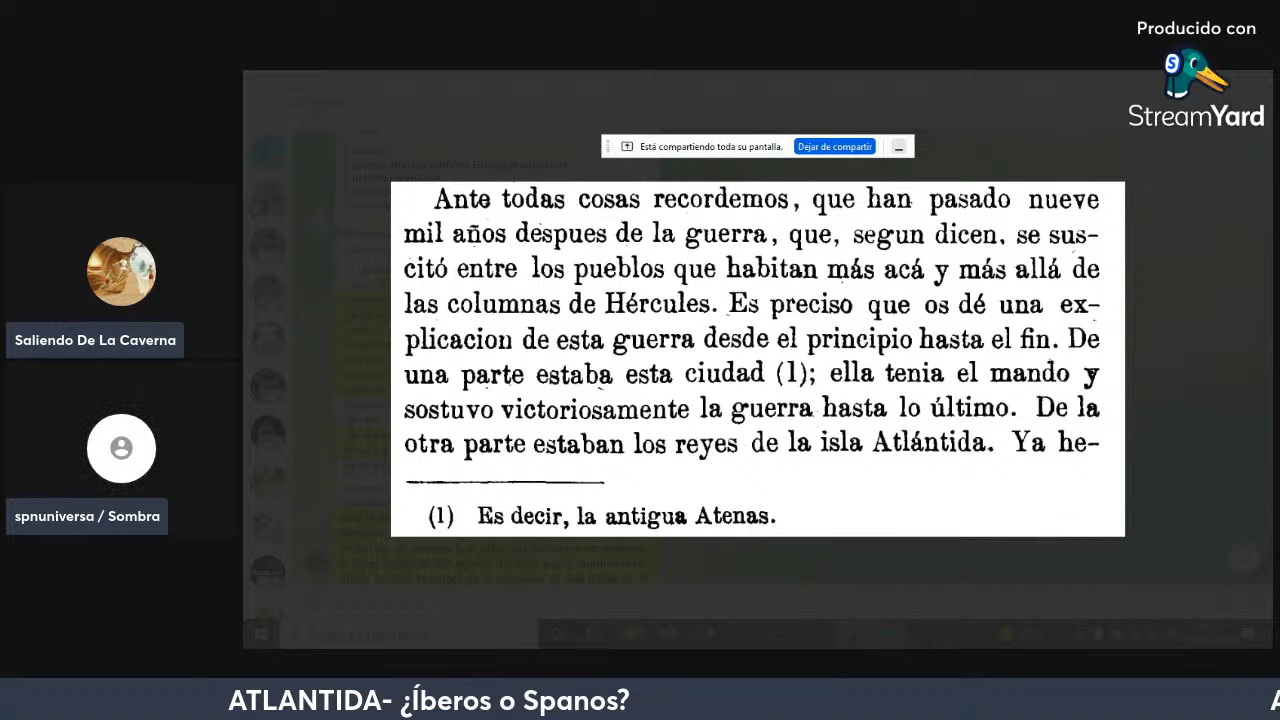 Producido con
StreamYard
Está compartiendo toda su pantalla.
Dejar de compartir
Ante todas cosas recordemos, que han pasado nueve
mil años despues de la guerra, que, segun dicen, se sus-
citó entre los pueblos que habitan más acá y más allá de
las columnas de Hércules. Es preciso que os dé una ex-
plicacion de esta guerra desde el principio hasta el fin. De
una parte estaba esta ciudad (1); ella tenia el mando y
sostuvo victoriosamente la guerra hasta lo último. De la
otra parte estaban los reyes de la isla Atlántida. Ya he-
(1) Es decir, la antigua Atenas.
Saliendo De La Caverna
spnuniversa / Sombra
ATLANTIDA- ¿Íberos o Spanos?